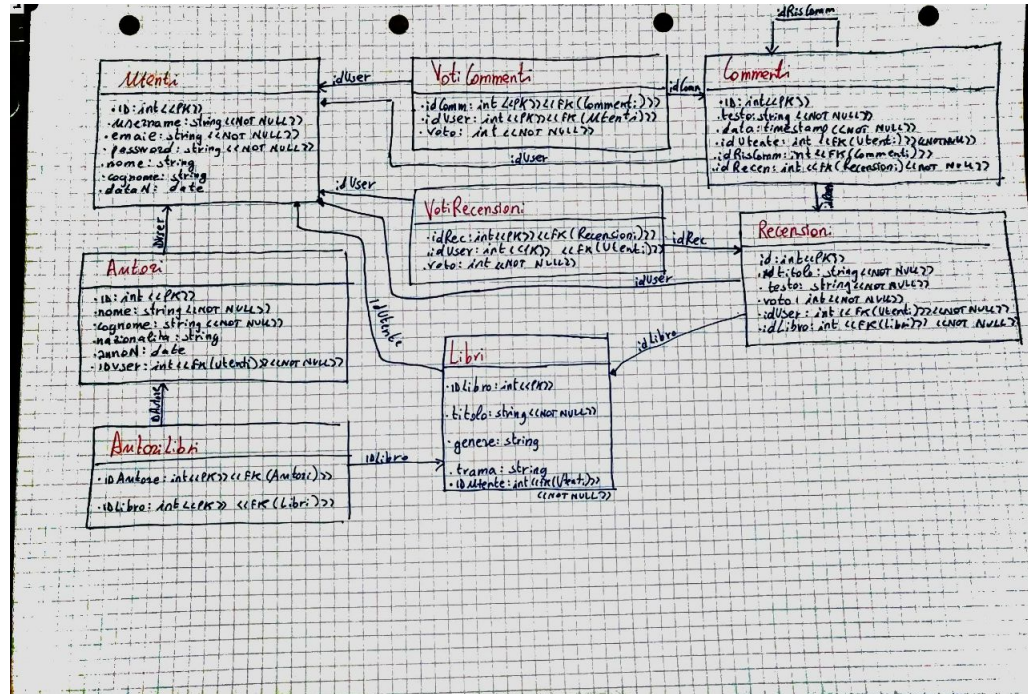 idRisComm
Utenti
·ID: int <<PK>>
·Username: string <<NOT NULL>>
·email: string <<NOT NULL>>
·password: string <<NOT NULL>>
·nome: string
·cognome: string
·dataN: date
idUser
VotiCommenti
·idComm: int <<PK>> <<FK(Commenti)>>
·idUser: int <<PK>> <<FK(Utenti)>>
·voto: int <<NOT NULL>>
idComm
Commenti
·ID: int <<PK>>
·testo: string <<NOT NULL>>
·data: timestamp <<NOT NULL>>
·idUtente: int <<FK(Utenti)>> <<NOT NULL>>
·idRisComm: int <<FK(Commenti)>>
·idRecen: int <<FK(Recensioni) <<NOT NULL>>
idUser
idUser
VotiRecensioni
·idRec: int <<PK>> <<FK(Recensioni)>>
·idUser: int <<PK>> <<FK(Utenti)>>
·voto: int <<NOT NULL>>
idRec
Recensioni
id: int <<PK>>
titolo: string <<NOT NULL>>
·testo: string <<NOT NULL>>
voto: int <<NOT NULL>>
·idUser: int <<FK(Utenti)>> <<NOT NULL>>
·idLibro: int <<FK(Libri)>> <<NOT NULL>>
idUser
IDUser
Autori
·ID: int <<PK>>
·nome: string <<NOT NULL>>
·cognome: string <<NOT NULL>>
·nazionalita: string
·annoN: date
·IDUser: int <<FK(Utenti)>> <<NOT NULL>>
idUtente
idLibro
Libri
·IDLibro: int <<PK>>
·titolo: string <<NOT NULL>>
·genere: string
·trama: string
·IDUtente: int <<FK(Utenti)>>
<<NOT NULL>>
IDAutore
AutoriLibri
·IDAutore: int <<PK>> <<FK(Autori)>>
·IDLibro: int <<PK>> <<FK(Libri)>>
IDLibro